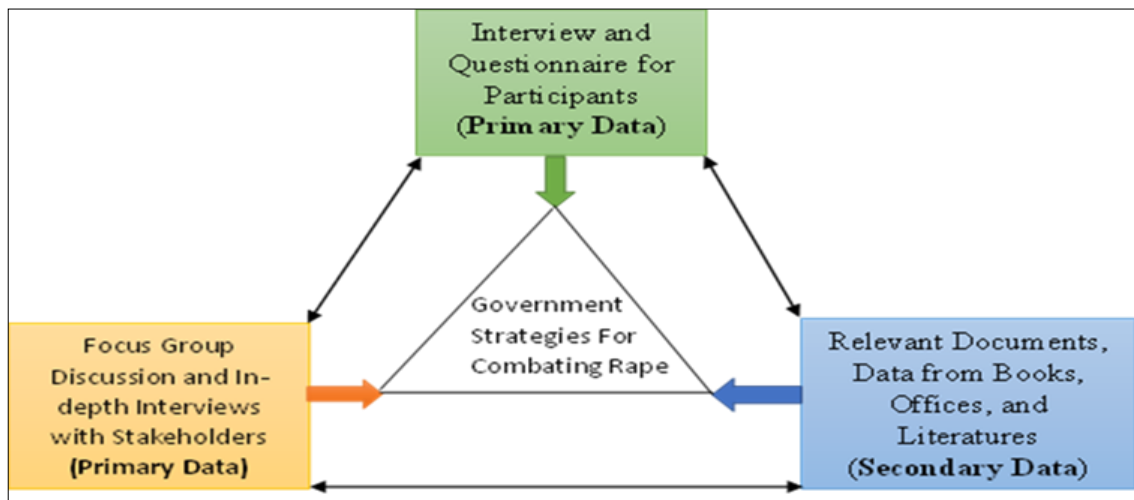 Interview and
Questionnaire for
Participants
(Primary Data)
Government
Strategies For
Combating Rape
Focus Group
Discussion and In-
depth Interviews
with Stakeholders
(Primary Data)
Relevant Documents,
Data from Books,
Offices, and
Literatures
(Secondary Data)